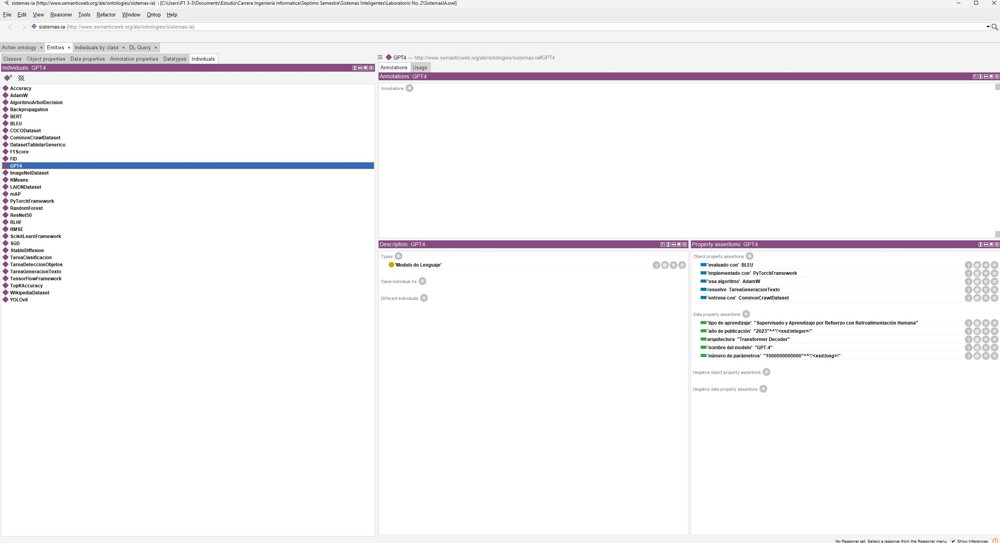 sistemas-ia (http://www.semanticweb.org/ale/ontologies/sistemas-ia) : [C:\Users\P1 3-3\Documents\Estudio\Carrera Ingeniería Informatica\Septimo Semestre\Sistemas Inteligentes\Laboratorio No. 2\SistemasIA.owl]
File Edit View Reasoner Tools Refactor Window Ontop Help
sistemas-ia (http://www.semanticweb.org/ale/ontologies/sistemas-ia)
Active ontology × Entities × Individuals by class × DL Query ×
Classes Object properties Data properties Annotation properties Datatypes Individuals
Individuals: GPT4
Accuracy
AdamW
AlgoritmoArbolDecision
Backpropagation
BERT
BLEU
COCODataset
CommonCrawlDataset
DatasetTablularGenerico
F1Score
FID
GPT4
ImageNetDataset
KMeans
LAIONDataset
mAP
PyTorchFramework
RandomForest
ResNet50
RLHF
RMSE
ScikitLearnFramework
SGD
StableDiffusion
TareaClasificacion
TareaDeteccionObjetos
TareaGeneracionTexto
TensorFlowFramework
TopKAccuracy
WikipediaDataset
YOLOv8
GPT4 — http://www.semanticweb.org/ale/ontologies/sistemas-ia#GPT4
Annotations Usage
Annotations: GPT4
Annotations
Description: GPT4
Types
'Modelo de Lenguaje'
Same Individual As
Different Individuals
Property assertions: GPT4
Object property assertions
'evaluado con' BLEU
'implementado con' PyTorchFramework
'usa algoritmo' AdamW
resuelve TareaGeneracionTexto
'entrena con' CommonCrawlDataset
Data property assertions
'tipo de aprendizaje' "Supervisado y Aprendizaje por Refuerzo con Retroalimentación Humana"
'año de publicación' "2023"^^'\'<xsd:integer>\"
arquitectura "Transformer Decoder"
'nombre del modelo' "GPT-4"
'número de parámetros' "1000000000000"^^'\'<xsd:long>\"
Negative object property assertions
Negative data property assertions
No Reasoner set. Select a reasoner from the Reasoner menu Show Inferences